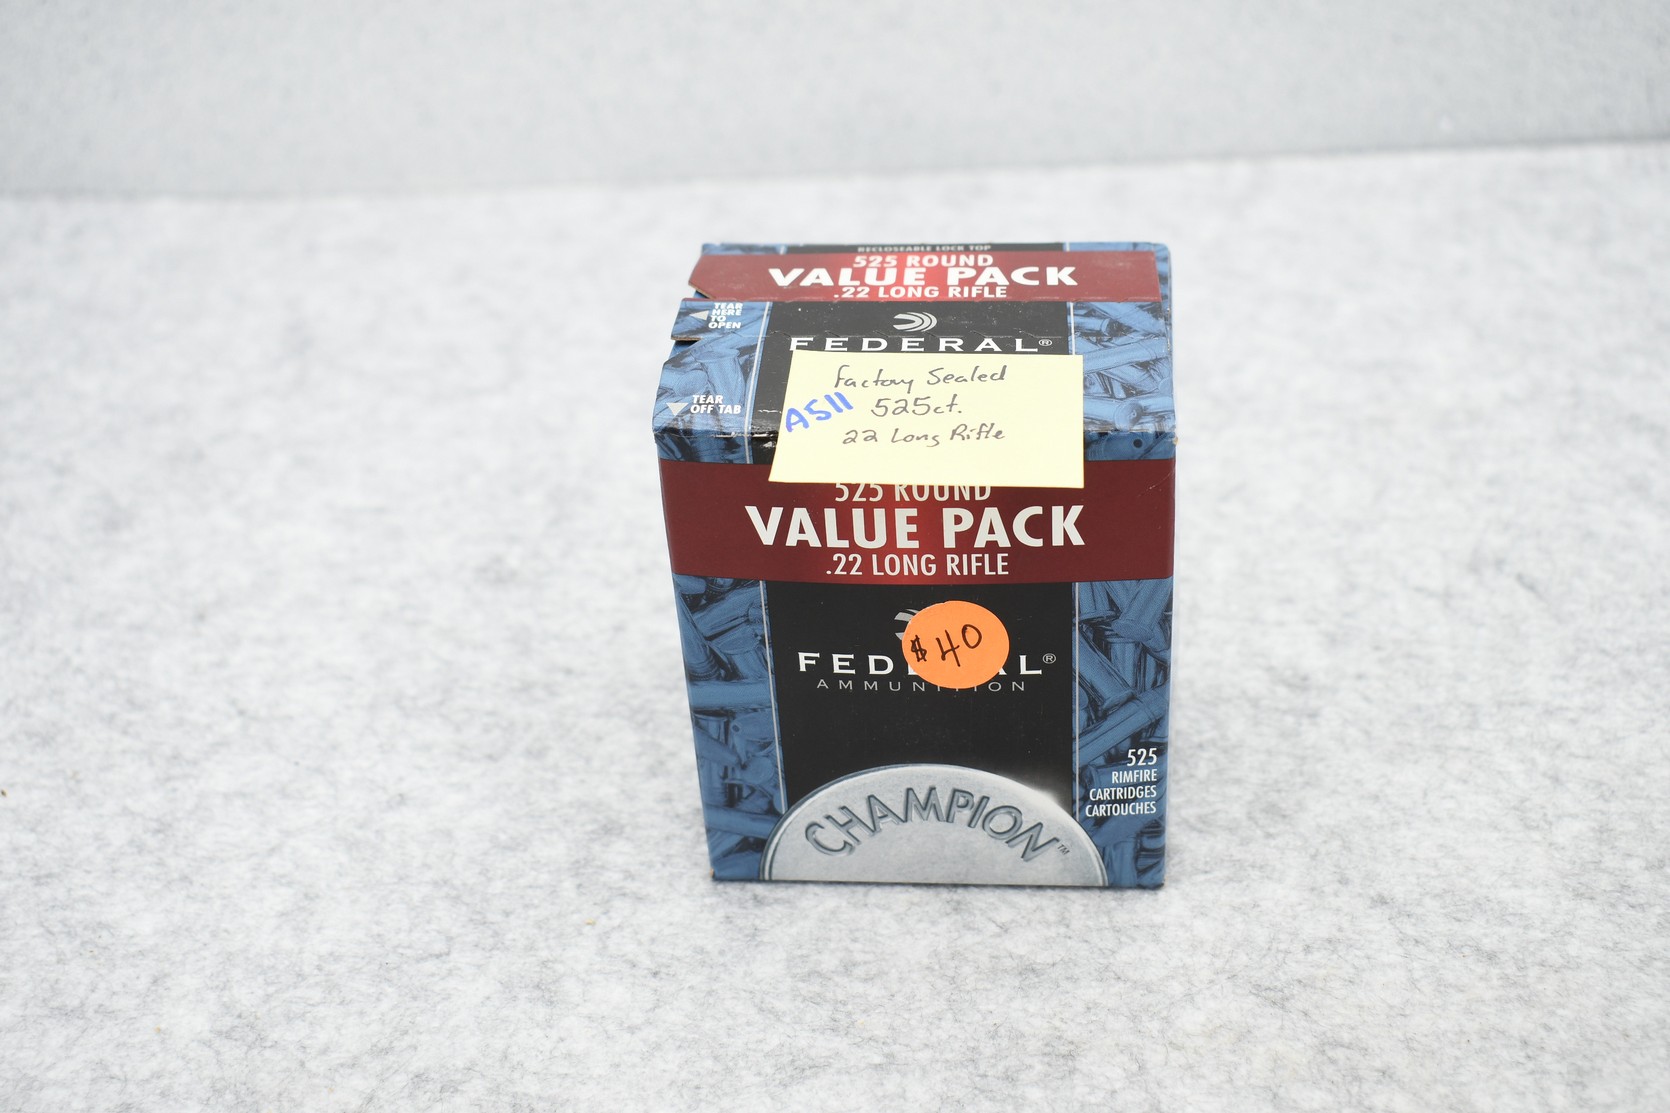 RECLOSEABLE LOCK TOP
525 ROUND
VALUE PACK
.22 LONG RIFLE
TEAR
HERE
TO
OPEN
FEDERAL®
TEAR
OFF TAB
Factory Sealed
A511 525ct.
22 Long Rifle
525 ROUND
VALUE PACK
.22 LONG RIFLE
$40
FED L®
AMMUNITION
525
RIMFIRE
CARTRIDGES
CARTOUCHES
CHAMPION™